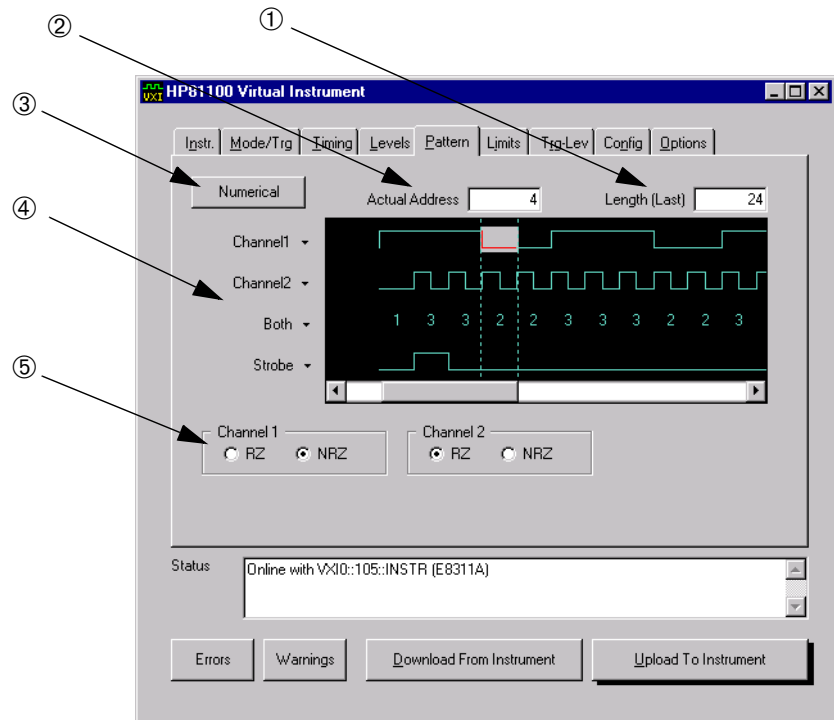 ② ①
VXI HP81100 Virtual Instrument
③
Instr. Mode/Trg Timing Levels Pattern Limits Trg-Lev Config Options
Numerical Actual Address 4 Length (Last) 24
④
Channel1
Channel2
Both 1 3 3 2 2 3 3 3 2 2 3
Strobe
⑤
Channel 1 Channel 2
RZ NRZ RZ NRZ
Status Online with VXI0::105::INSTR (E8311A)
Errors Warnings Download From Instrument Upload To Instrument